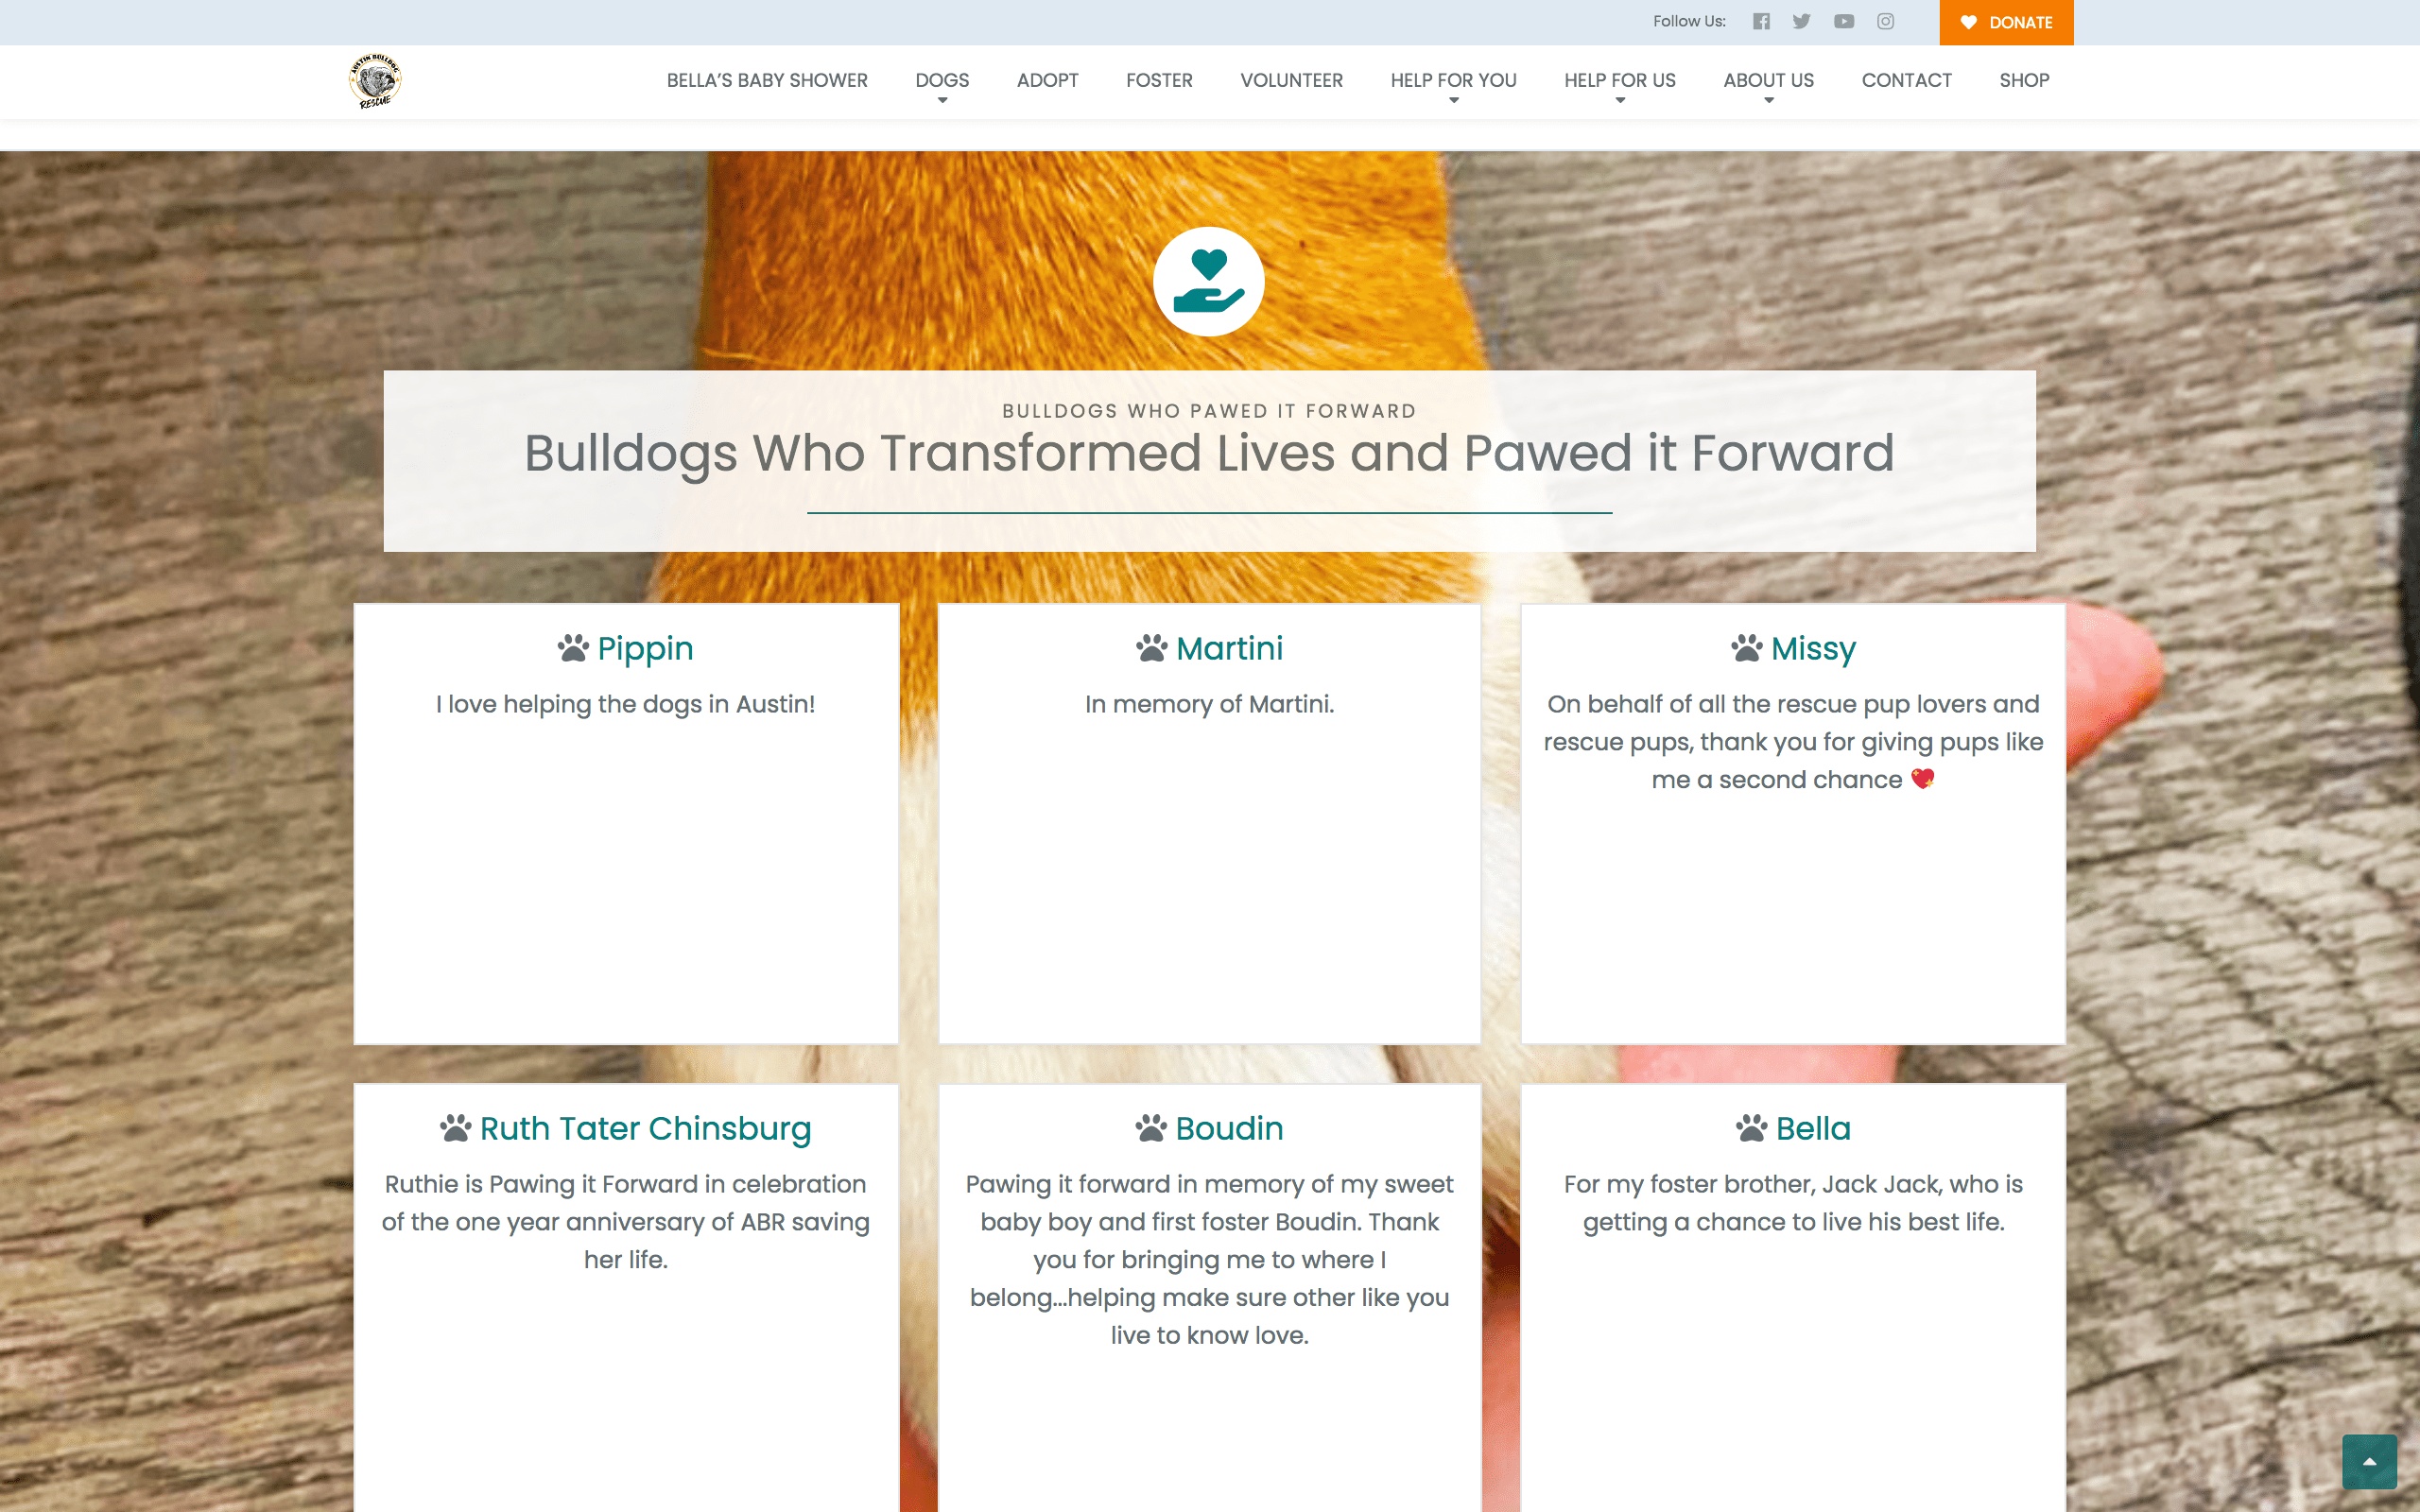 Follow Us:
DONATE
AUSTIN BULLDOG
RESCUE
BELLA'S BABY SHOWER
DOGS
ADOPT
FOSTER
VOLUNTEER
HELP FOR YOU
HELP FOR US
ABOUT US
CONTACT
SHOP
BULLDOGS WHO PAWED IT FORWARD
Bulldogs Who Transformed Lives and Pawed it Forward
Pippin
I love helping the dogs in Austin!
Martini
In memory of Martini.
Missy
On behalf of all the rescue pup lovers and
rescue pups, thank you for giving pups like
me a second chance 💖
Ruth Tater Chinsburg
Ruthie is Pawing it Forward in celebration
of the one year anniversary of ABR saving
her life.
Boudin
Pawing it forward in memory of my sweet
baby boy and first foster Boudin. Thank
you for bringing me to where I
belong...helping make sure other like you
live to know love.
Bella
For my foster brother, Jack Jack, who is
getting a chance to live his best life.